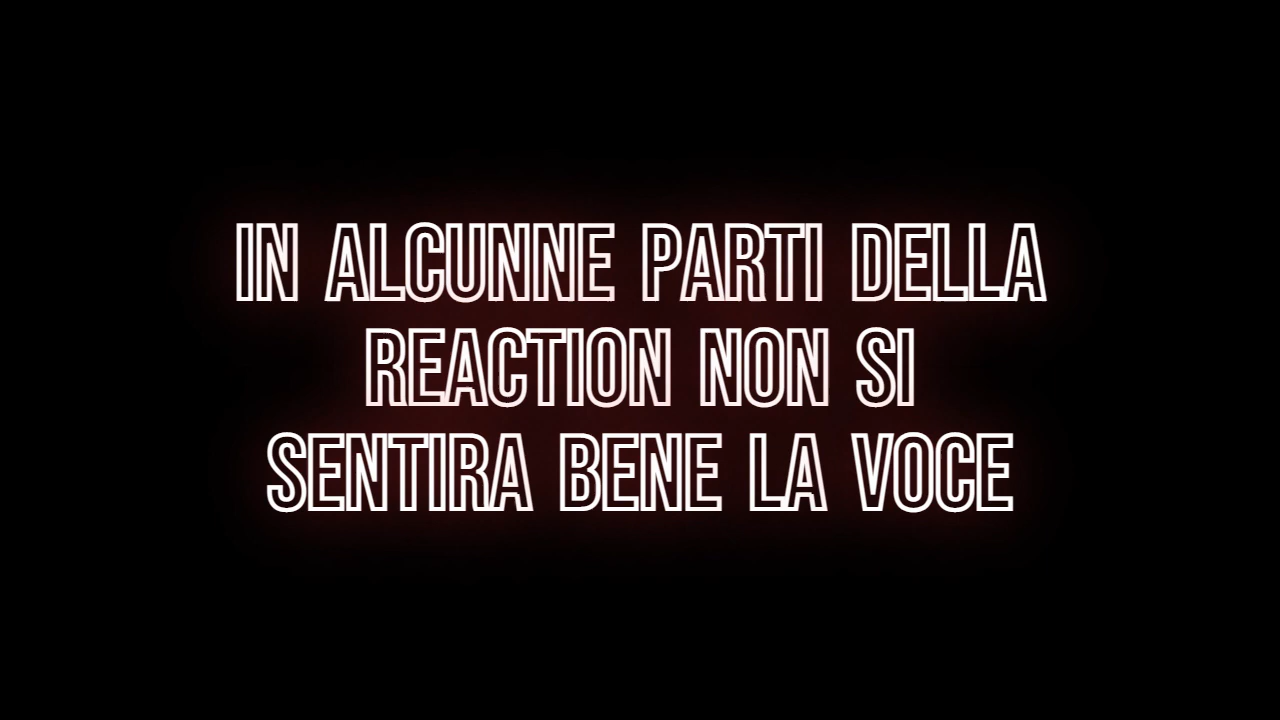 IN ALCUNNE PARTI DELLA
REACTION NON SI
SENTIRA BENE LA VOCE